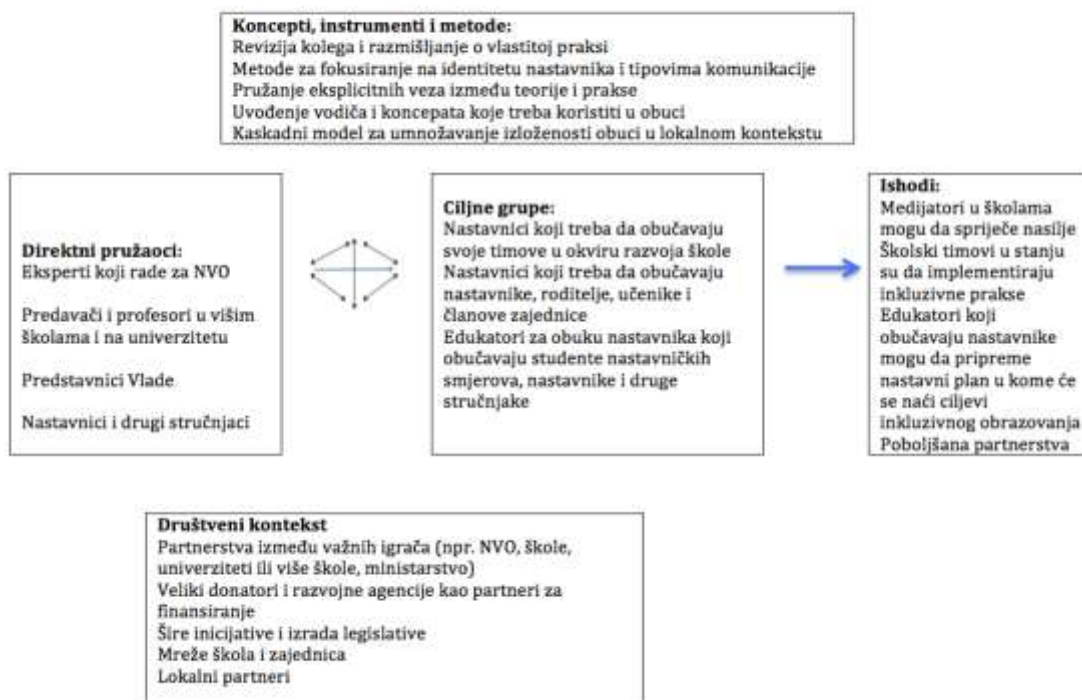 Koncepti, instrumenti i metode:
Revizija kolega i razmišljanje o vlastitoj praksi
Metode za fokusiranje na identitetu nastavnika i tipovima komunikacije
Pružanje eksplicitnih veza između teorije i prakse
Uvođenje vodiča i koncepata koje treba koristiti u obuci
Kaskadni model za umnožavanje izloženosti obuci u lokalnom kontekstu
Direktni pružaoci:
Eksperti koji rade za NVO
Predavači i profesori u višim
školama i na univerzitetu
Predstavnici Vlade
Nastavnici i drugi stručnjaci
Ciljne grupe:
Nastavnici koji treba da obučavaju
svoje timove u okviru razvoja škole
Nastavnici koji treba da obučavaju
nastavnike, roditelje, učenike i
članove zajednice
Edukatori za obuku nastavnika koji
obučavaju studente nastavničkih
smjerova, nastavnike i druge
stručnjake
Ishodi:
Medijatori u školama
mogu da spriječe nasilje
Školski timovi u stanju
su da implementiraju
inkluzivne prakse
Edukatori koji
obučavaju nastavnike
mogu da pripreme
nastavni plan u kome će
se naći ciljevi
inkluzivnog obrazovanja
Poboljšana partnerstva
Društveni kontekst
Partnerstva između važnih igrača (npr. NVO, škole,
univerziteti ili više škole, ministarstvo)
Veliki donatori i razvojne agencije kao partneri za
finansiranje
Šire inicijative i izrada legislative
Mreže škola i zajednica
Lokalni partneri